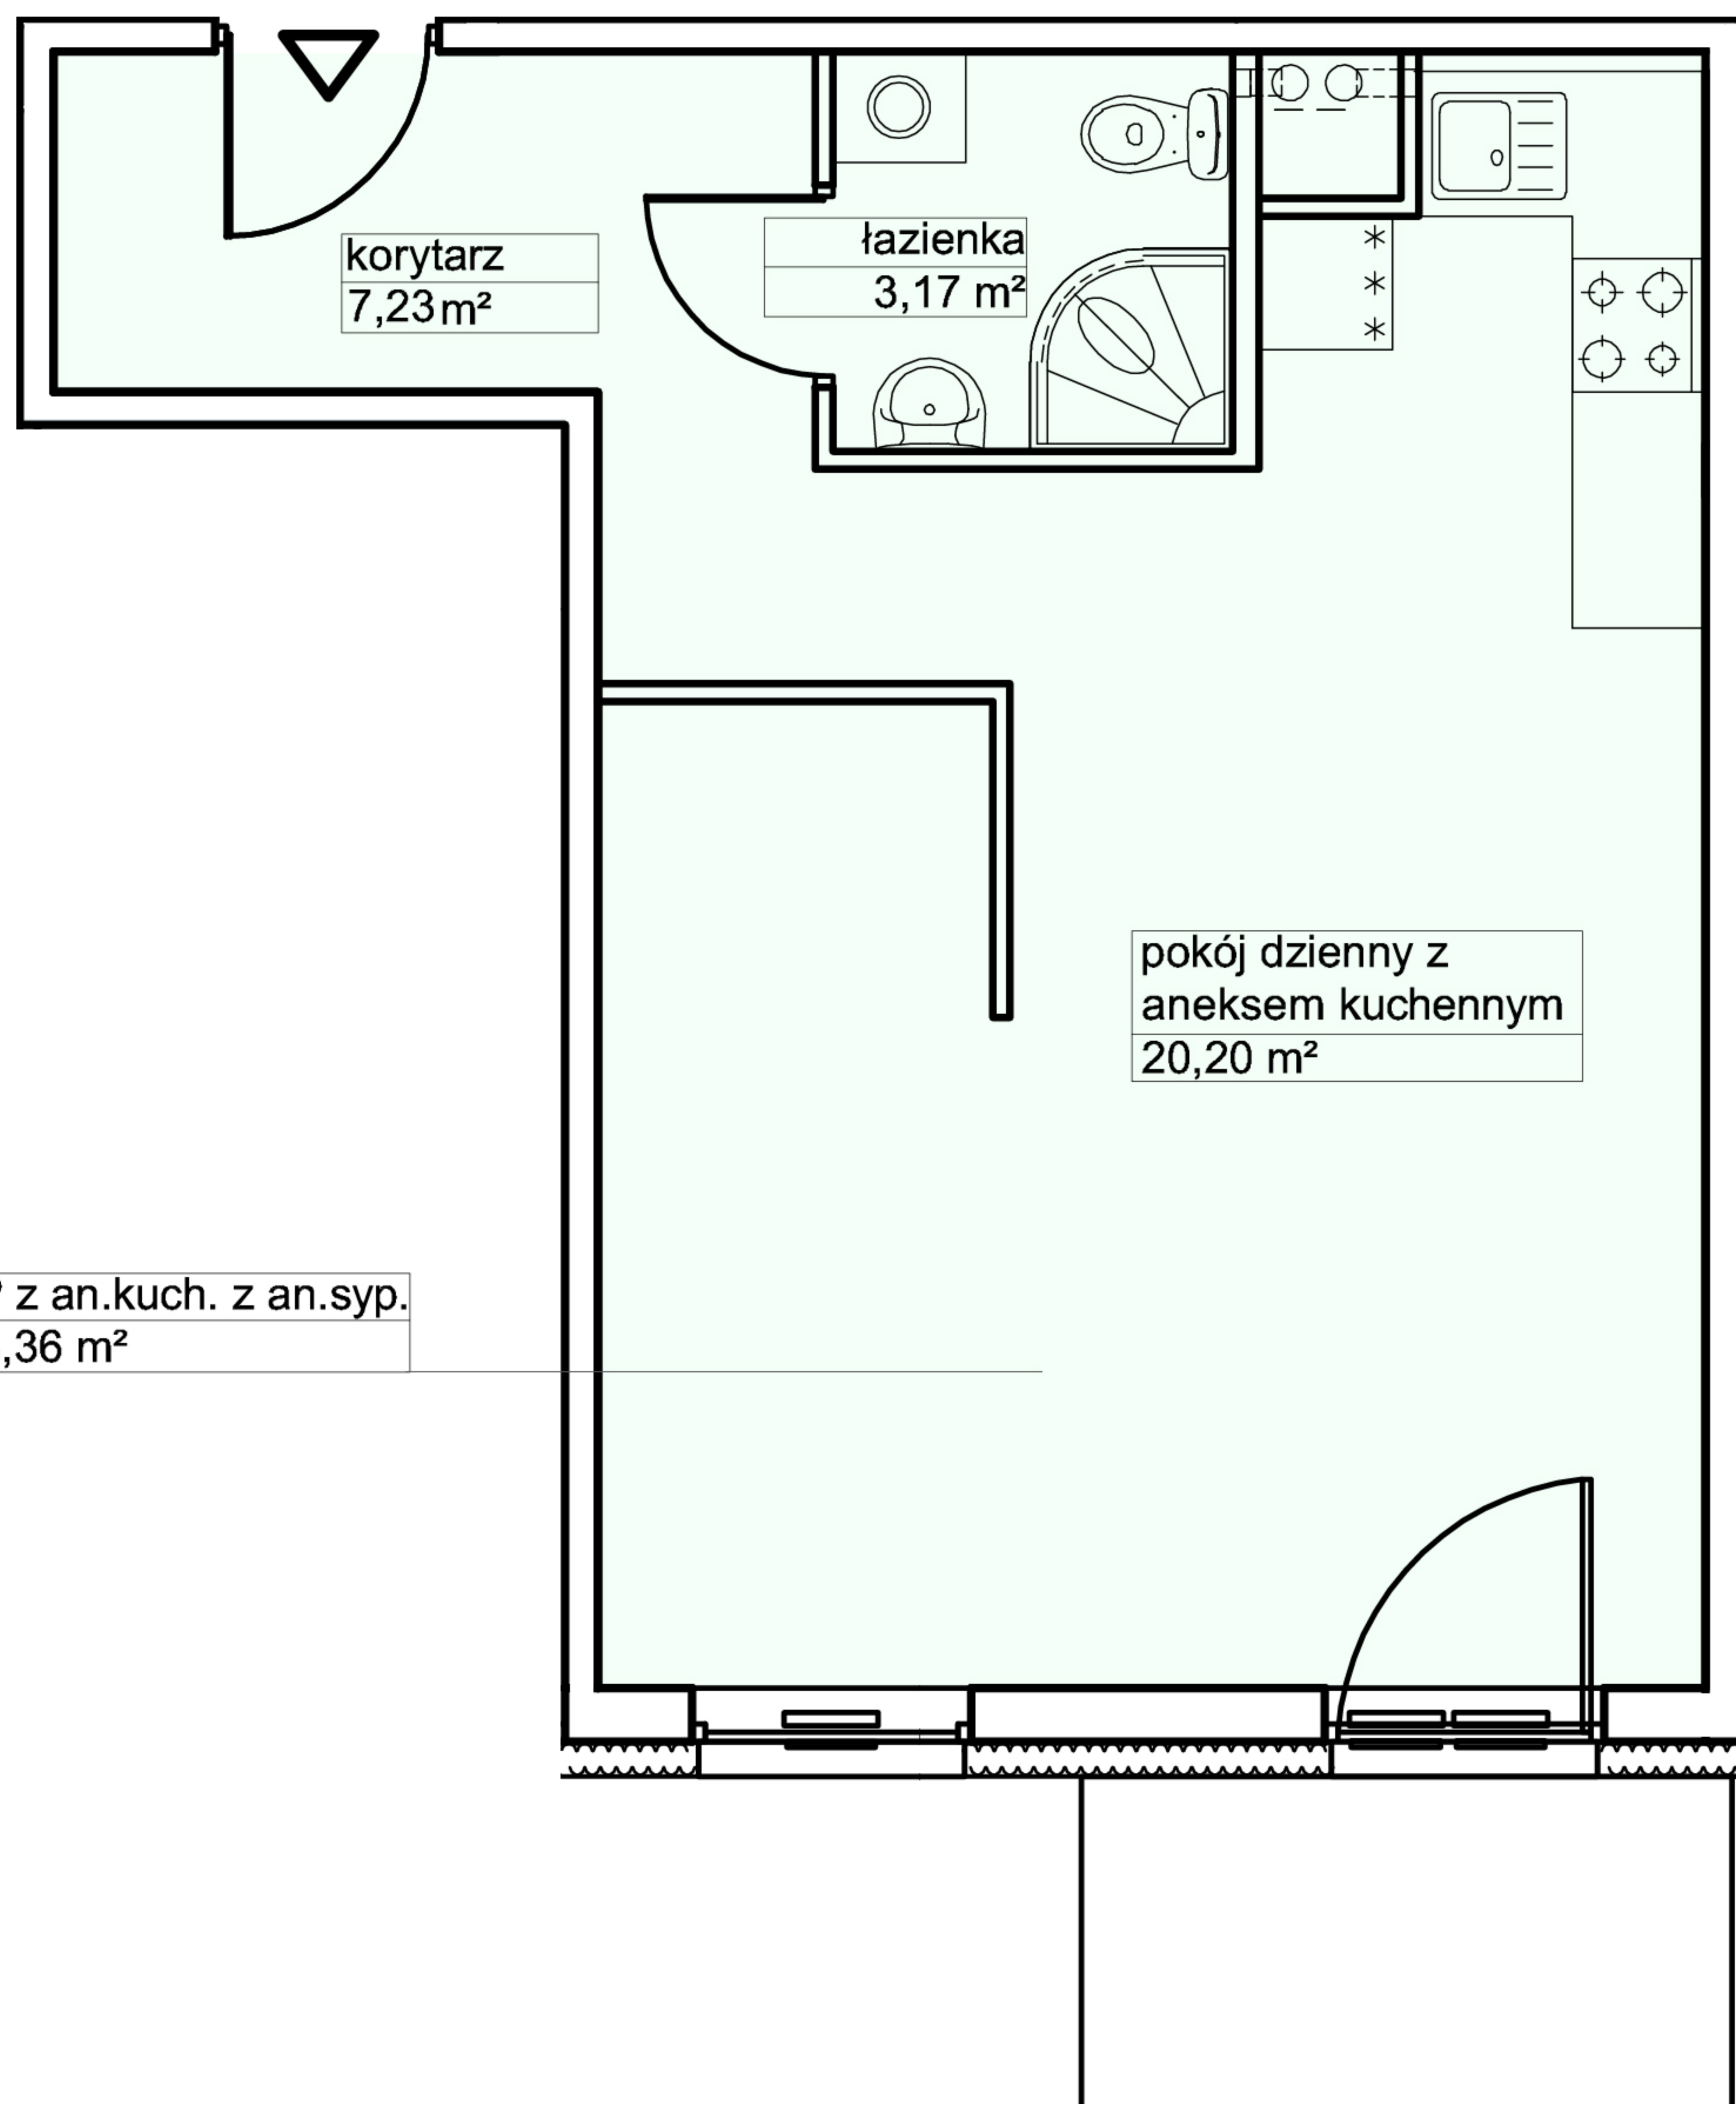 korytarz
7,23 m²
łazienka
3,17 m²
pokój dzienny z
aneksem kuchennym
20,20 m²
z an.kuch. z an.syp.
,36 m²